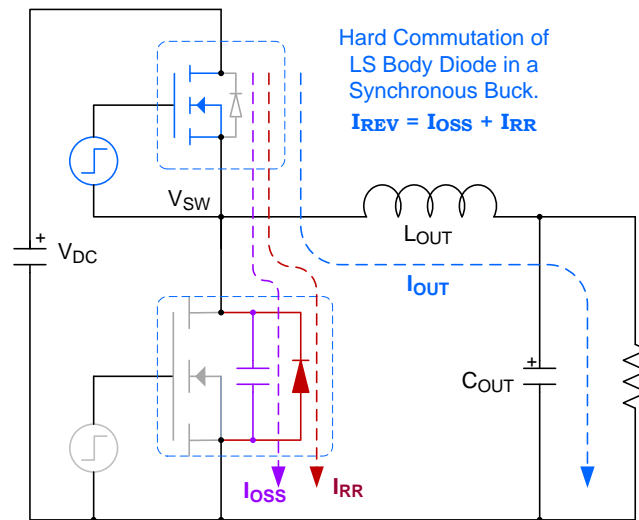 Hard Commutation of
LS Body Diode in a
Synchronous Buck.
IREV = IOSS + IRR
VSW
LOUT
+
VDC
IOUT
+
COUT
IOSS
IRR